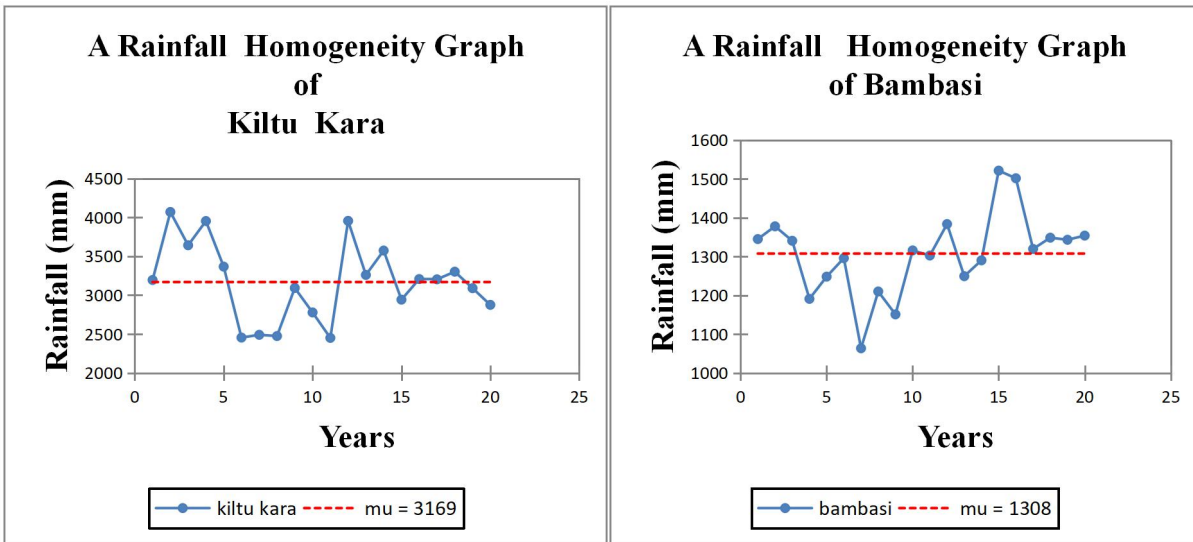 A Rainfall Homogeneity Graph
of
Kiltu Kara
Rainfall (mm)
4500
4000
3500
3000
2500
2000
0 5 10 15 20 25
Years
kiltu kara mu = 3169
A Rainfall Homogeneity Graph
of Bambasi
Rainfall (mm)
1600
1500
1400
1300
1200
1100
1000
0 5 10 15 20 25
Years
bambasi mu = 1308